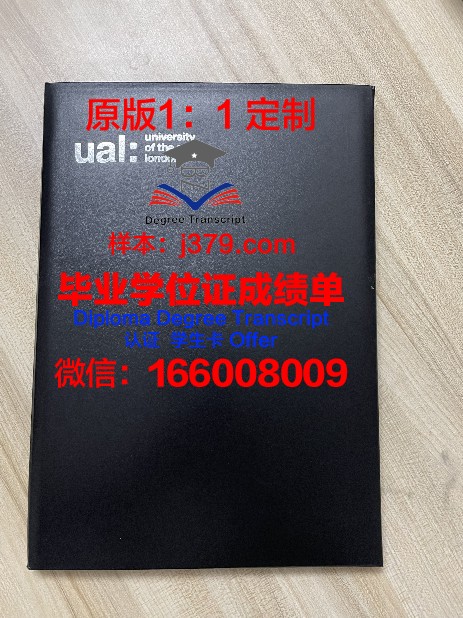 原版1：1 定制
ual: university
of the
london
Degree Transcript
样本：j379.com
毕业学位证成绩单
Diploma Degree Transcript
认证 学生卡 Offer
微信：166008009